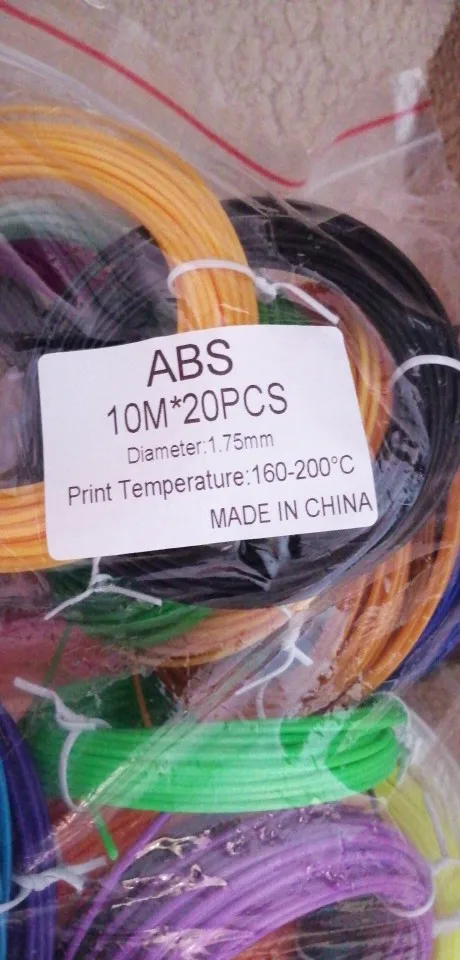 ABS
10M*20PCS
Diameter:1.75mm
Print Temperature:160-200°C
MADE IN CHINA